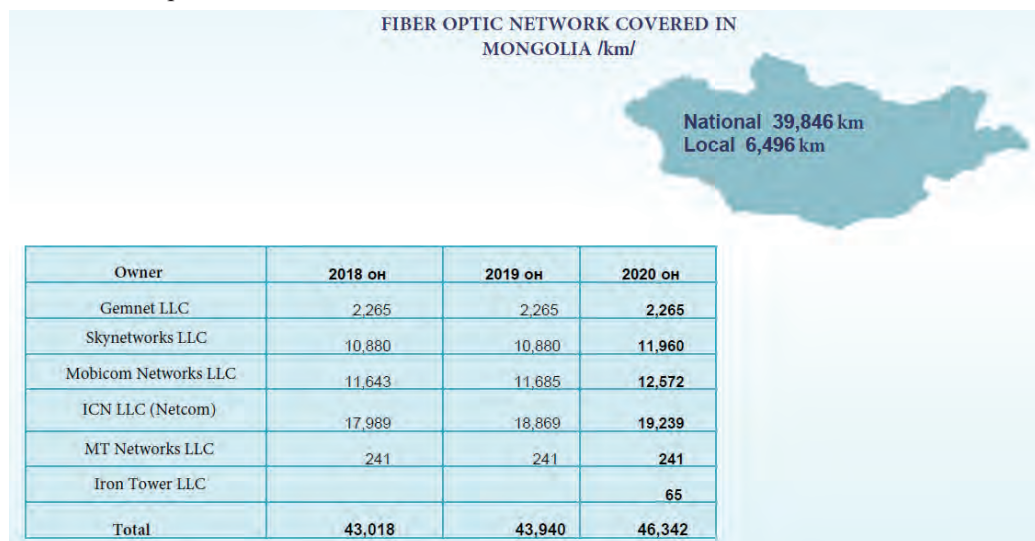 FIBER OPTIC NETWORK COVERED IN
MONGOLIA /km/
National 39,846 km
Local 6,496 km
Owner 2018 он 2019 он 2020 он
Gemnet LLC 2,265 2,265 2,265
Skynetworks LLC 10,880 10,880 11,960
Mobicom Networks LLC 11,643 11,685 12,572
ICN LLC (Netcom) 17,989 18,869 19,239
MT Networks LLC 241 241 241
Iron Tower LLC 65
Total 43,018 43,940 46,342